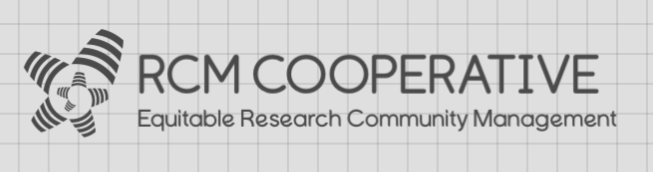 RCM COOPERATIVE
Equitable Research Community Management